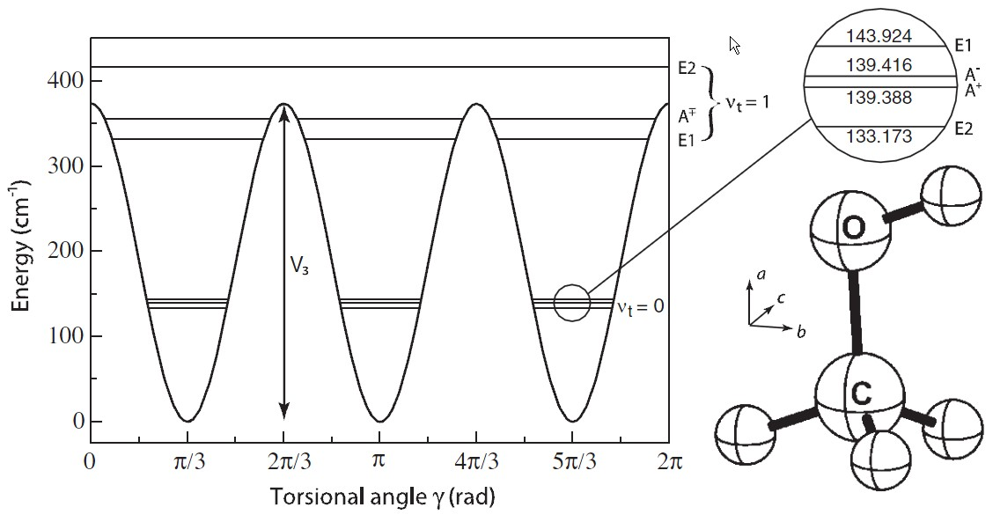 Energy (cm⁻¹)
400
300
200
100
0
0
π/3
2π/3
π
4π/3
5π/3
2π
Torsional angle γ (rad)
V₃
νt = 0
E2
A∓
E1
νt = 1
143.924
E1
139.416
A⁻
A⁺
139.388
E2
133.173
a
c
b
O
C